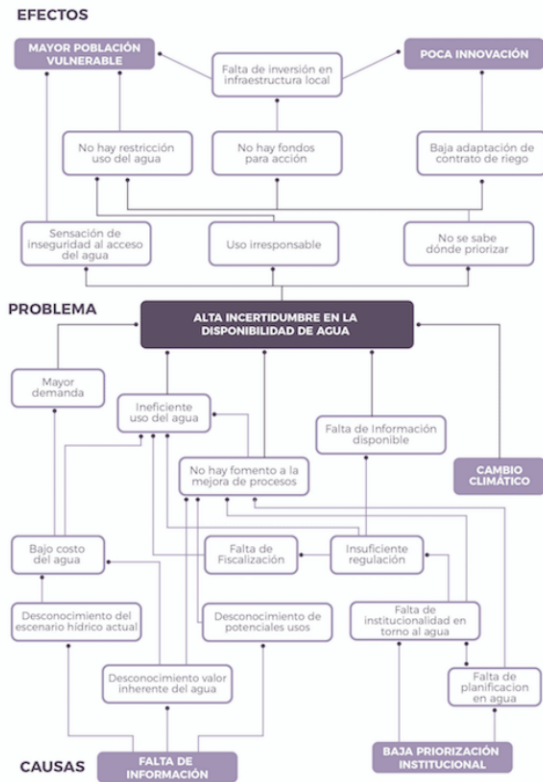 EFECTOS
MAYOR POBLACIÓN
VULNERABLE
Falta de inversión en
infraestructura local
POCA INNOVACIÓN
No hay restricción
uso del agua
No hay fondos
para acción
Baja adaptación de
contrato de riego
Sensación de
inseguridad al acceso
del agua
Uso irresponsable
No se sabe
dónde priorizar
PROBLEMA
ALTA INCERTIDUMBRE EN LA
DISPONIBILIDAD DE AGUA
Mayor
demanda
Ineficiente
uso del agua
Falta de Información
disponible
No hay fomento a la
mejora de procesos
CAMBIO
CLIMÁTICO
Bajo costo
del agua
Falta de
Fiscalización
Insuficiente
regulación
Desconocimiento del
escenario hídrico actual
Desconocimiento de
potenciales usos
Falta de
institucionalidad en
torno al agua
Desconocimiento valor
inherente del agua
Falta de
planificacion en
agua
CAUSAS
FALTA DE
INFORMACIÓN
BAJA PRIORIZACIÓN
INSTITUCIONAL